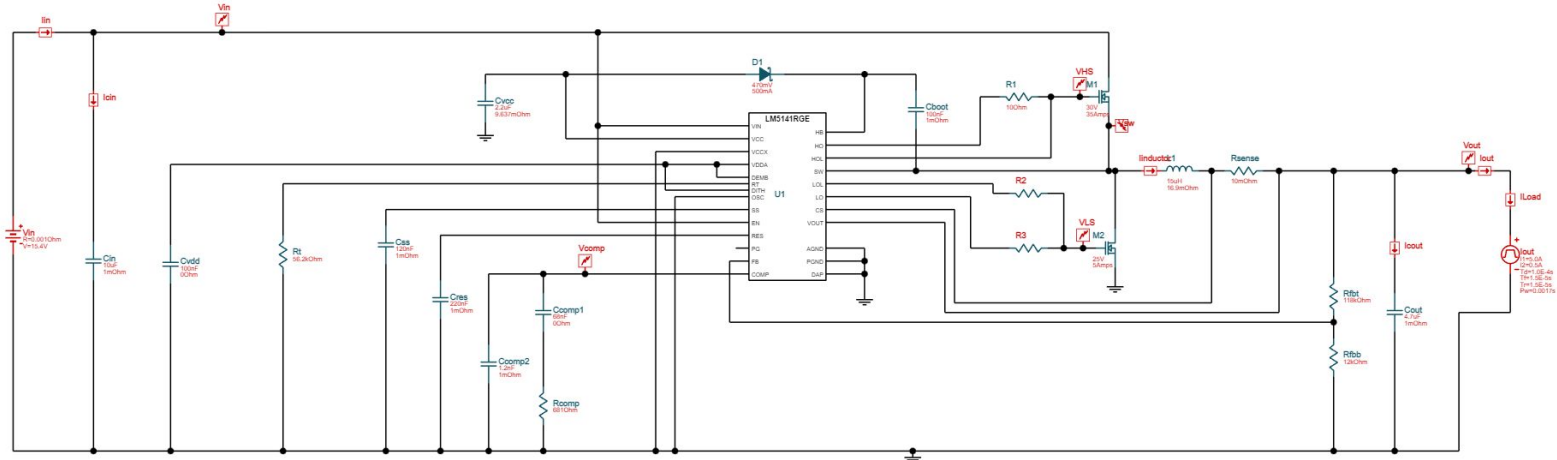 Iin
Vin
Icin
Vin
R=0.001Ohm
V=15.4V
Cin
10uF
1mOhm
Cvdd
100nF
0Ohm
Rt
56.2kOhm
Css
120nF
1mOhm
Cres
220nF
1mOhm
Ccomp2
1.2nF
1mOhm
Ccomp1
68nF
0Ohm
Rcomp
681Ohm
Vcomp
Cvcc
2.2uF
9.637mOhm
D1
470mV
500mA
Cboot
100nF
1mOhm
LM5141RGE
U1
VIN
VCC
VCCX
VDDA
DEMB
RT
DITH
OSC
SS
EN
RES
PG
FB
COMP
HB
HO
HOL
SW
LOL
LO
CS
VOUT
AGND
PGND
DAP
R1
10Ohm
VHS
M1
30V
35Amps
R2
R3
VLS
M2
25V
5Amps
L1
15uH
16.9mOhm
Rsense
10mOhm
Vout
Iout
ILoad
Icout
Cout
4.7uF
1mOhm
Rfbt
Rfbb
12kOhm
Iout
I1=5.0A
I2=0.5A
Td=1.0E-4s
Tf=1.5E-5s
Tr=1.5E-5s
Pw=0.0017s